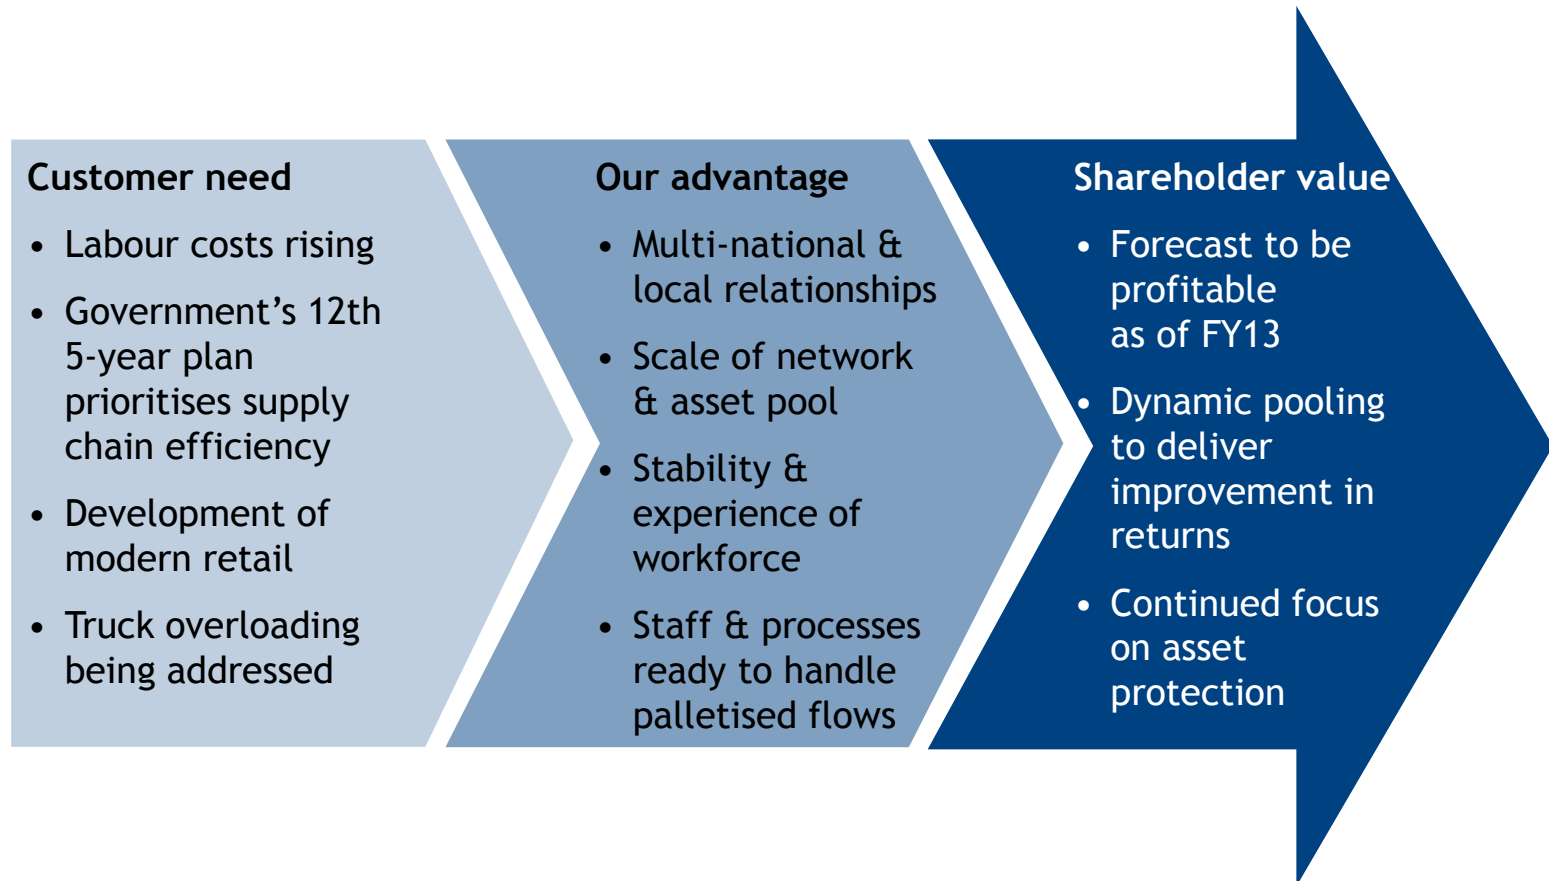 Customer need
• Labour costs rising
• Government’s 12th
5-year plan
prioritises supply
chain efficiency
• Development of
modern retail
• Truck overloading
being addressed
Our advantage
• Multi-national &
local relationships
• Scale of network
& asset pool
• Stability &
experience of
workforce
• Staff & processes
ready to handle
palletised flows
Shareholder value
• Forecast to be
profitable
as of FY13
• Dynamic pooling
to deliver
improvement in
returns
• Continued focus
on asset
protection